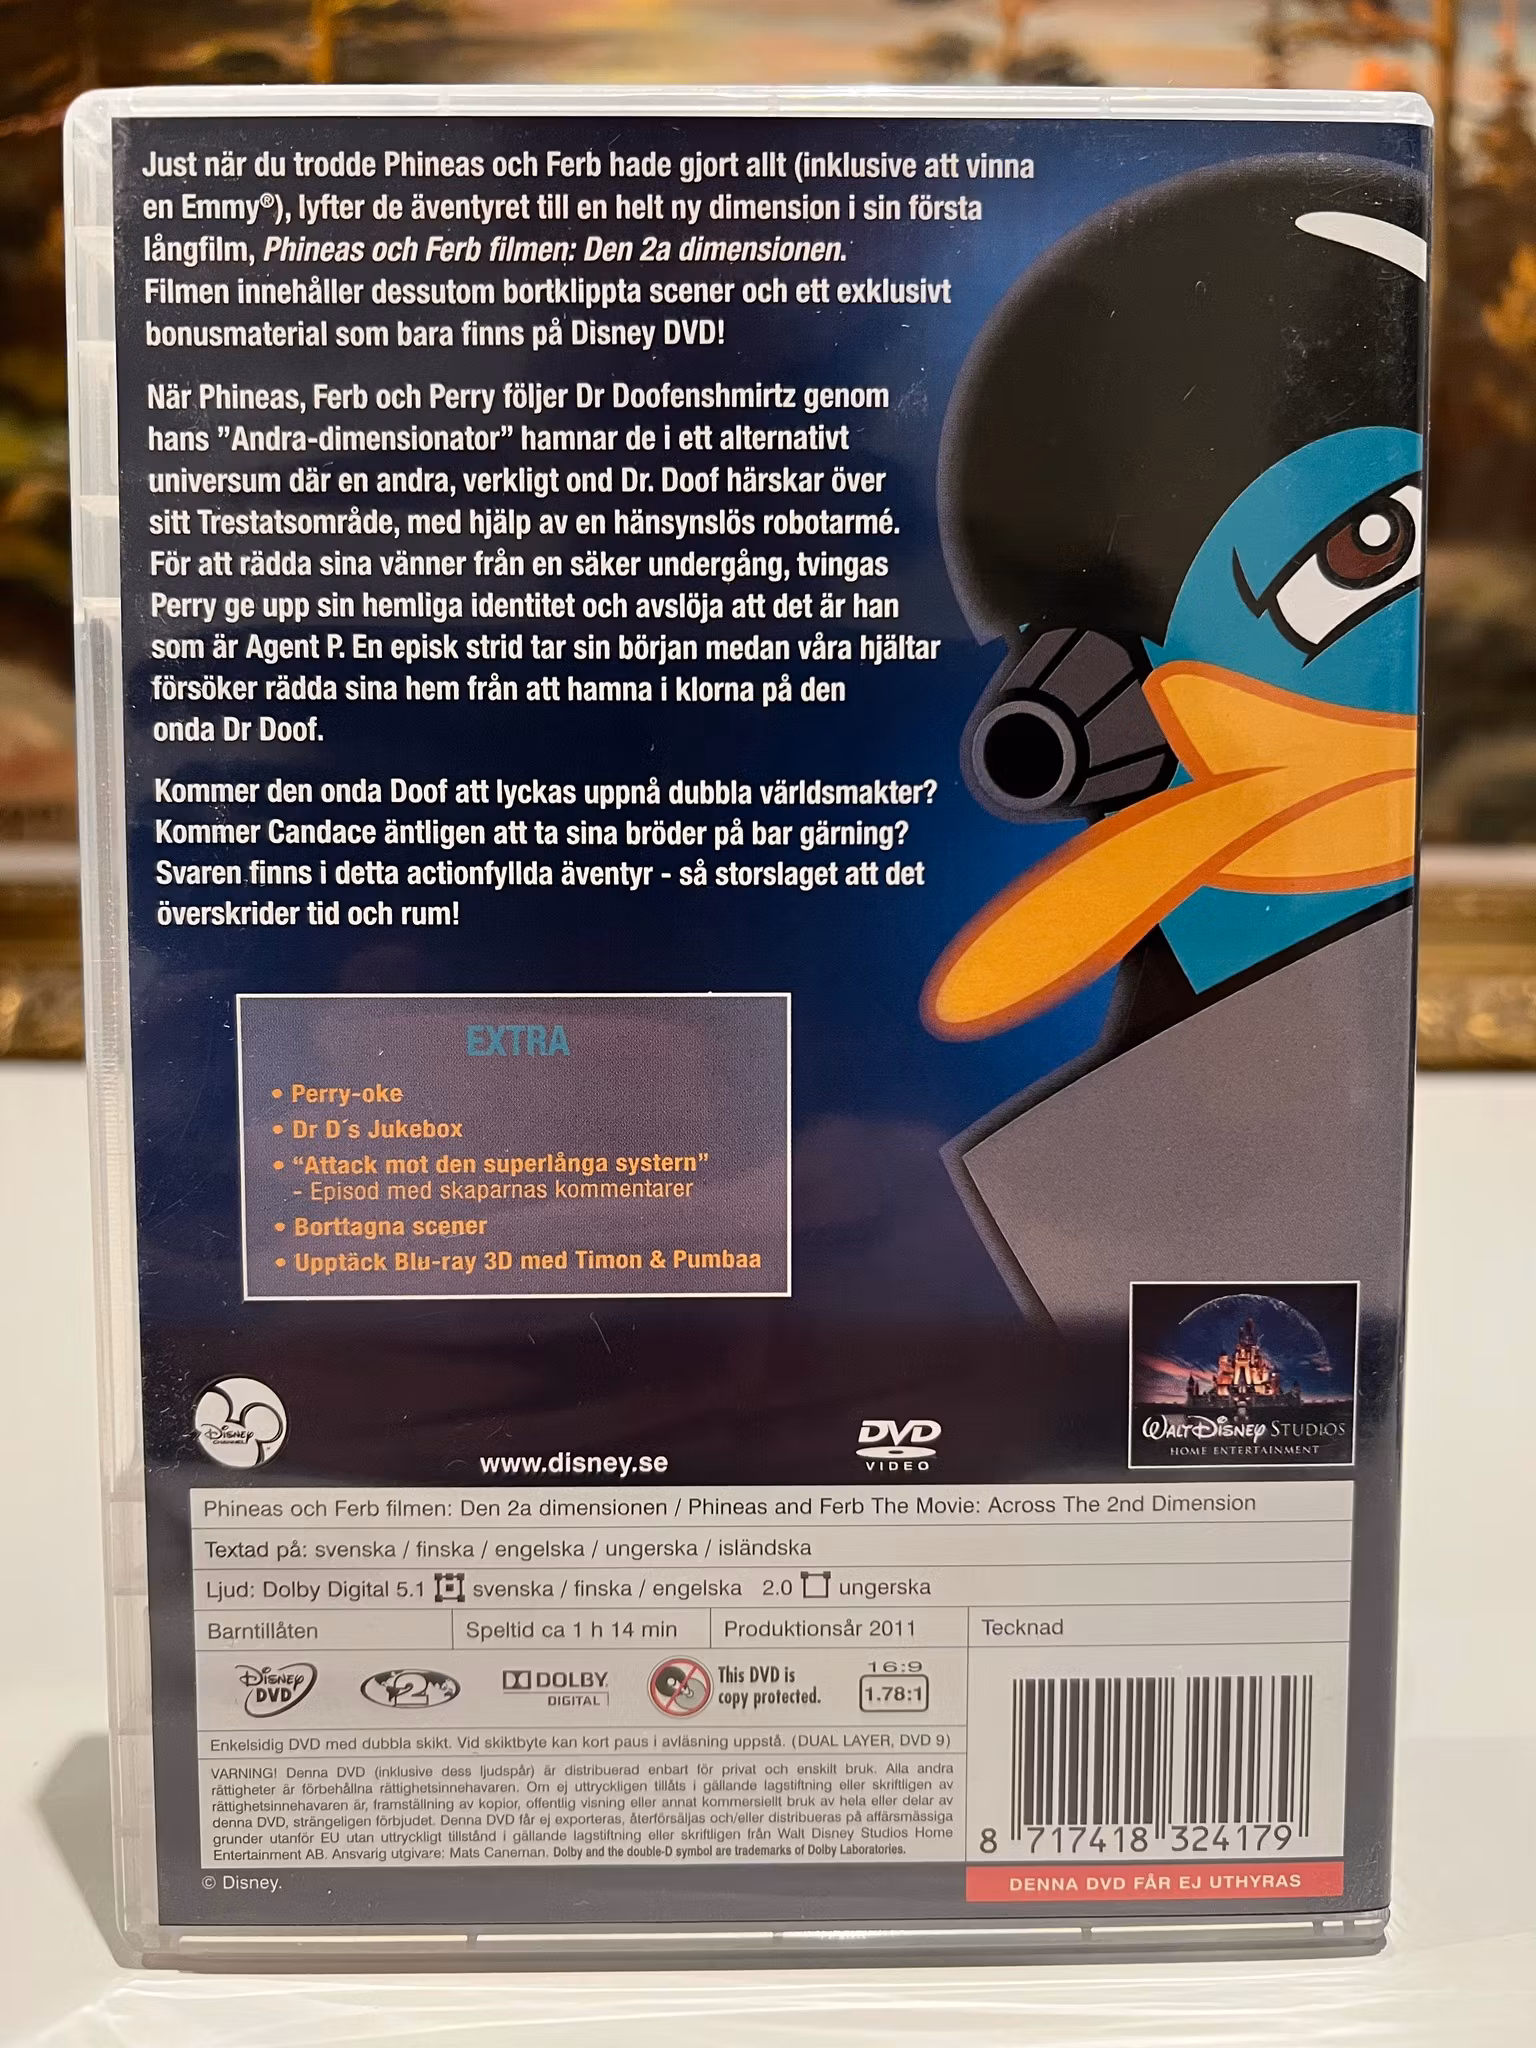 Just när du trodde Phineas och Ferb hade gjort allt (inklusive att vinna
en Emmy®), lyfter de äventyret till en helt ny dimension i sin första
långfilm, Phineas och Ferb filmen: Den 2a dimensionen.
Filmen innehåller dessutom bortklippta scener och ett exklusivt
bonusmaterial som bara finns på Disney DVD!
När Phineas, Ferb och Perry följer Dr Doofenshmirtz genom
hans ”Andra-dimensionator” hamnar de i ett alternativt
universum där en andra, verkligt ond Dr. Doof härskar över
sitt Trestatsområde, med hjälp av en hänsynslös robotarmé.
För att rädda sina vänner från en säker undergång, tvingas
Perry ge upp sin hemliga identitet och avslöja att det är han
som är Agent P. En episk strid tar sin början medan våra hjältar
försöker rädda sina hem från att hamna i klorna på den
onda Dr Doof.
Kommer den onda Doof att lyckas uppnå dubbla världsmakter?
Kommer Candace äntligen att ta sina bröder på bar gärning?
Svaren finns i detta actionfyllda äventyr - så storslaget att det
överskrider tid och rum!
EXTRA
• Perry-oke
• Dr D´s Jukebox
• “Attack mot den superlånga systern”
- Episod med skaparnas kommentarer
• Borttagna scener
• Upptäck Blu-ray 3D med Timon & Pumbaa
Disney
Channel
www.disney.se
DVD
VIDEO
Walt Disney Studios
HOME ENTERTAINMENT
Phineas och Ferb filmen: Den 2a dimensionen / Phineas and Ferb The Movie: Across The 2nd Dimension
Textad på: svenska / finska / engelska / ungerska / isländska
Ljud: Dolby Digital 5.1 svenska / finska / engelska 2.0 ungerska
Barntillåten
Speltid ca 1 h 14 min
Produktionsår 2011
Tecknad
Disney
DVD
2
DOLBY
DIGITAL
This DVD is
copy protected.
16:9
1.78:1
Enkelsidig DVD med dubbla skikt. Vid skiktbyte kan kort paus i avläsning uppstå. (DUAL LAYER, DVD 9)
VARNING! Denna DVD (inklusive dess ljudspår) är distribuerad enbart för privat och enskilt bruk. Alla andra
rättigheter är förbehållna rättighetsinnehavaren. Om ej uttryckligen tillåts i gällande lagstiftning eller skriftligen av
rättighetsinnehavaren är, framställning av kopior, offentlig visning eller annat kommersiellt bruk av hela eller delar av
denna DVD, strängeligen förbjudet. Denna DVD får ej exporteras, återförsäljas och/eller distribueras på affärsmässiga
grunder utanför EU utan uttryckligt tillstånd i gällande lagstiftning eller skriftligen från Walt Disney Studios Home
Entertainment AB. Ansvarig utgivare: Mats Caneman. Dolby and the double-D symbol are trademarks of Dolby Laboratories.
8 717418 324179
© Disney.
DENNA DVD FÅR EJ UTHYRAS